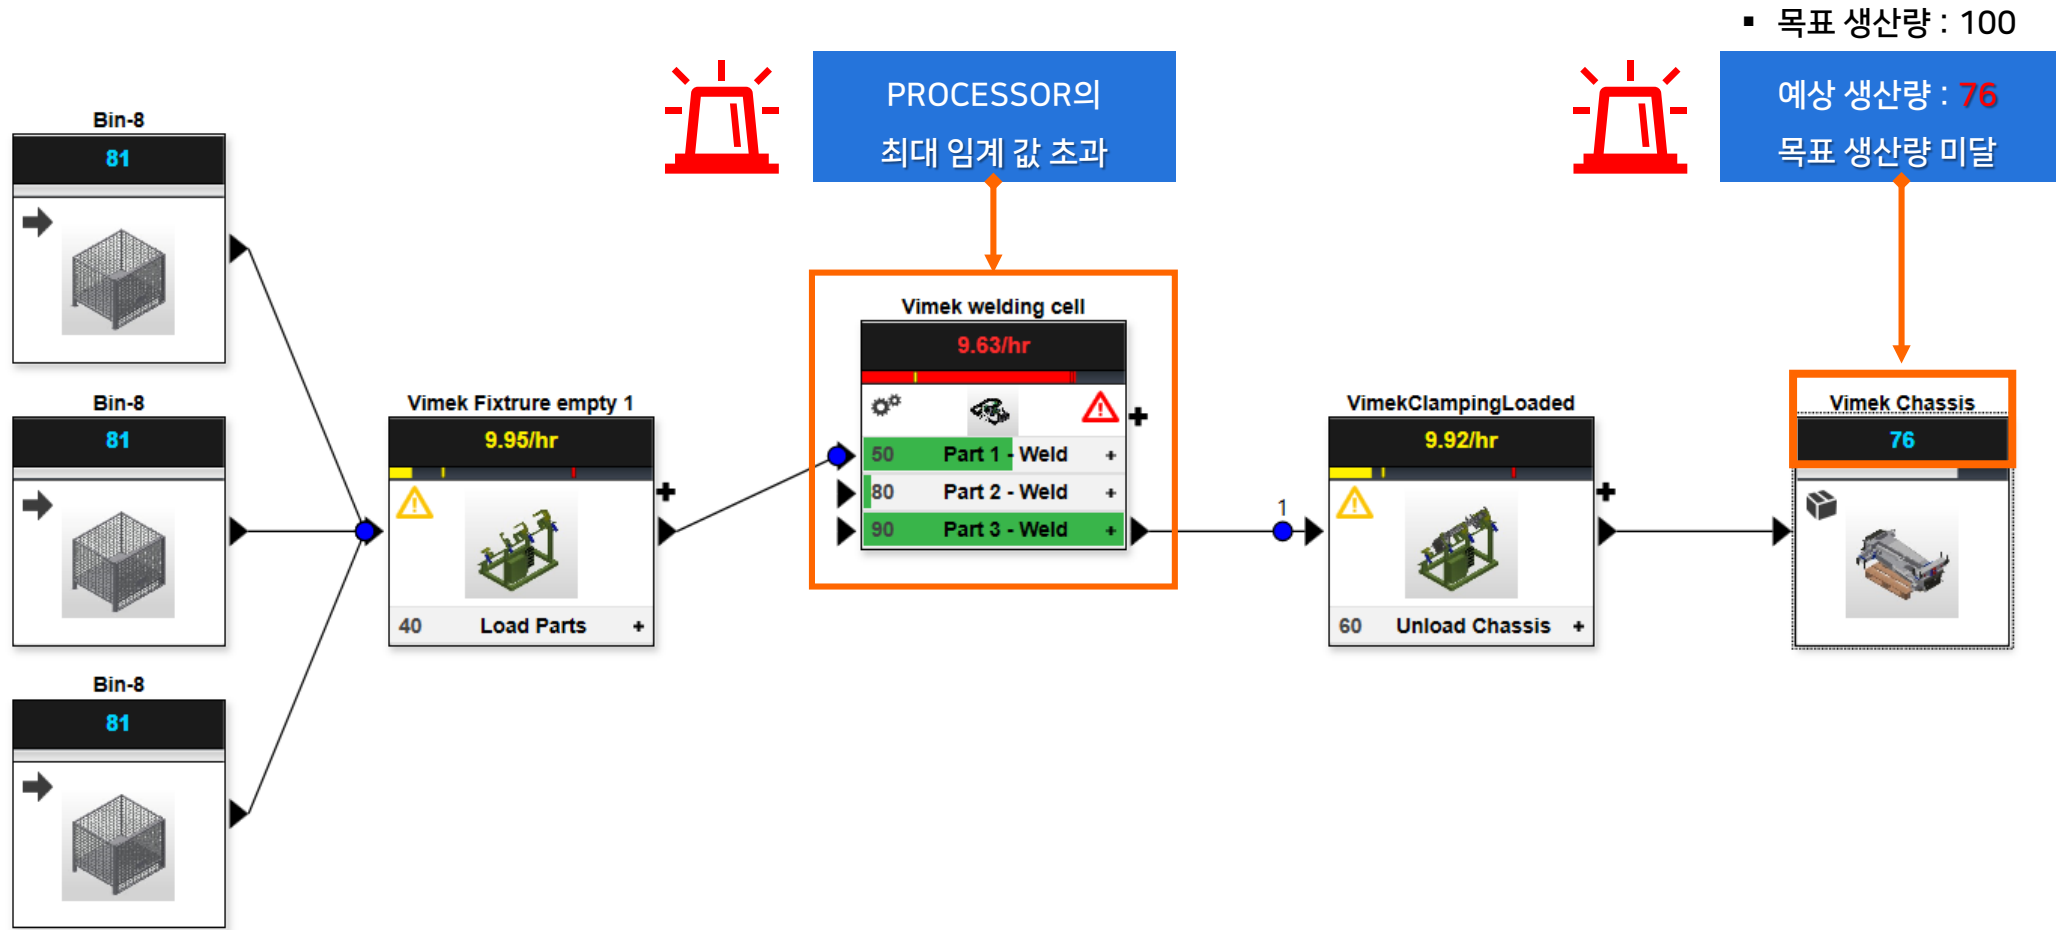 ▪ 목표 생산량 : 100
예상 생산량 : 76
목표 생산량 미달
PROCESSOR의
최대 임계 값 초과
Bin-8
81
Bin-8
81
Bin-8
81
Vimek Fixtrure empty 1
9.95/hr
40 Load Parts +
Vimek welding cell
9.63/hr
50 Part 1 - Weld +
80 Part 2 - Weld +
90 Part 3 - Weld +
1
VimekClampingLoaded
9.92/hr
60 Unload Chassis +
Vimek Chassis
76